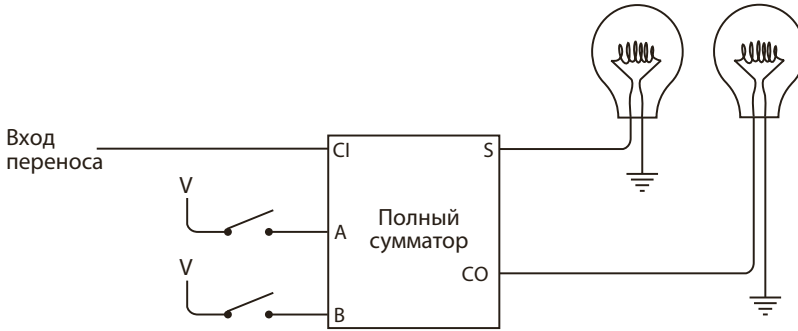 Вход
переноса
CI
S
V
A
Полный
сумматор
CO
V
B